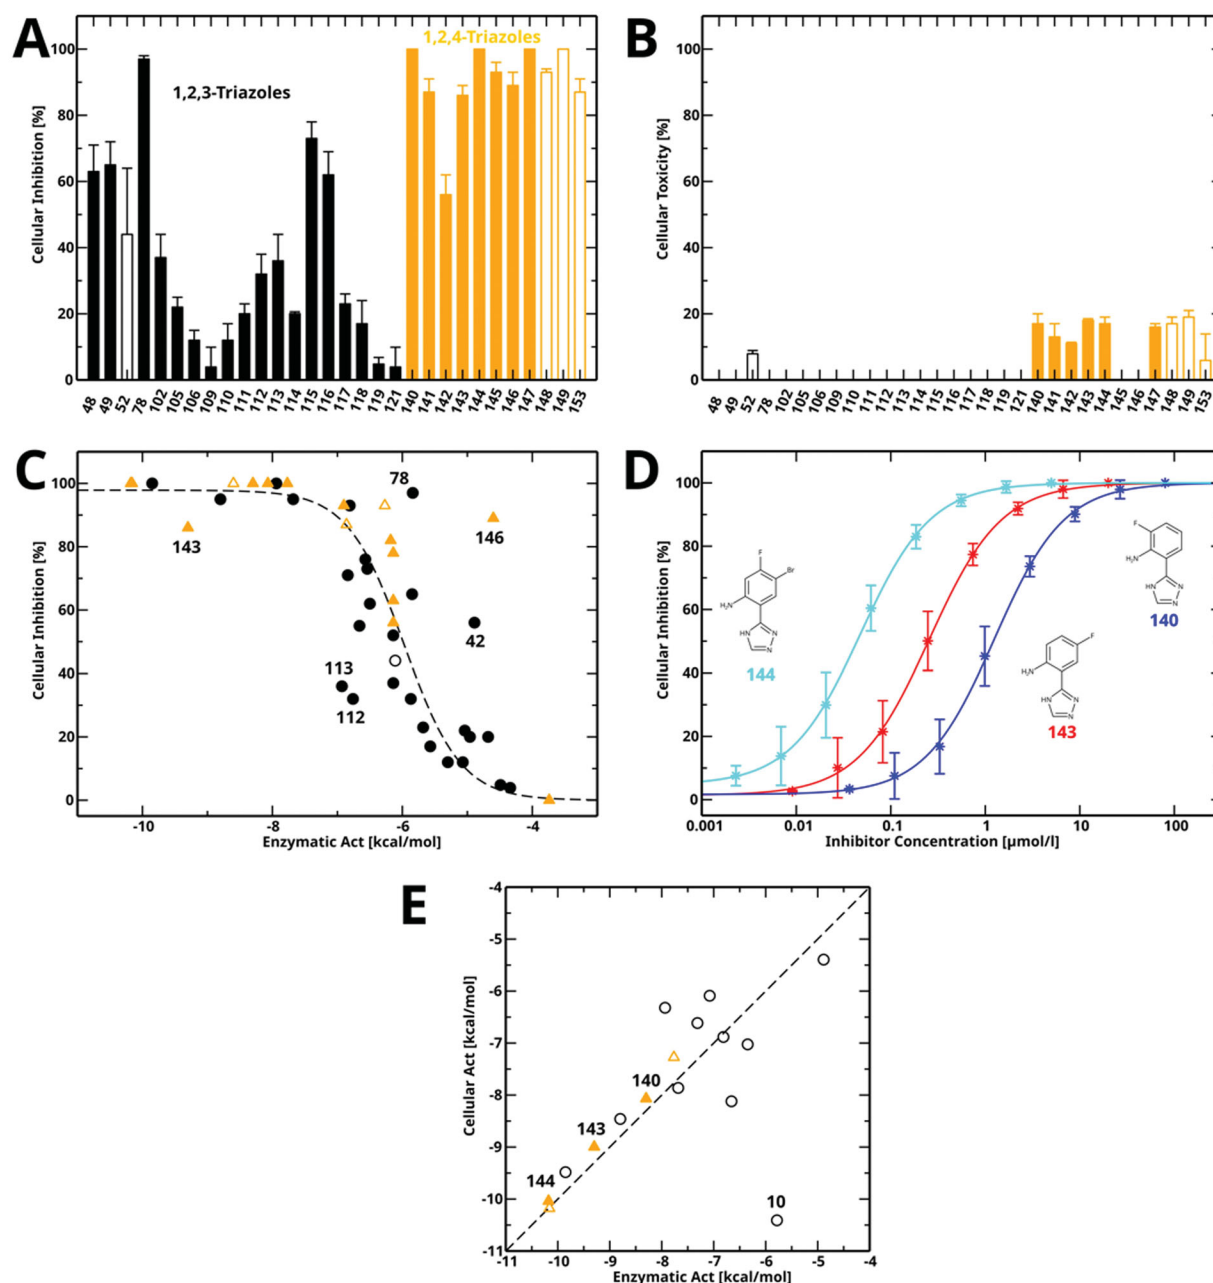 A
1,2,3-Triazoles
1,2,4-Triazoles
Cellular Inhibition [%]
100
80
60
40
20
0
48 49 52 78 102 105 106 109 110 111 112 113 114 115 116 117 118 119 121 140 141 142 143 144 145 146 147 148 149 153
B
Cellular Toxicity [%]
100
80
60
40
20
0
48 49 52 78 102 105 106 109 110 111 112 113 114 115 116 117 118 119 121 140 141 142 143 144 145 146 147 148 149 153
C
Cellular Inhibition [%]
100
80
60
40
20
0
78
143
146
42
113
112
-10 -8 -6 -4
Enzymatic Act [kcal/mol]
D
Cellular Inhibition [%]
100
80
60
40
20
0
F
Br
H₂N
HN
N
N
144
F
H₂N
HN
N
N
140
F
H₂N
HN
N
N
143
0.001 0.01 0.1 1 10 100
Inhibitor Concentration [µmol/l]
E
Cellular Act [kcal/mol]
-4
-5
-6
-7
-8
-9
-10
-11
140
143
144
10
-11 -10 -9 -8 -7 -6 -5 -4
Enzymatic Act [kcal/mol]